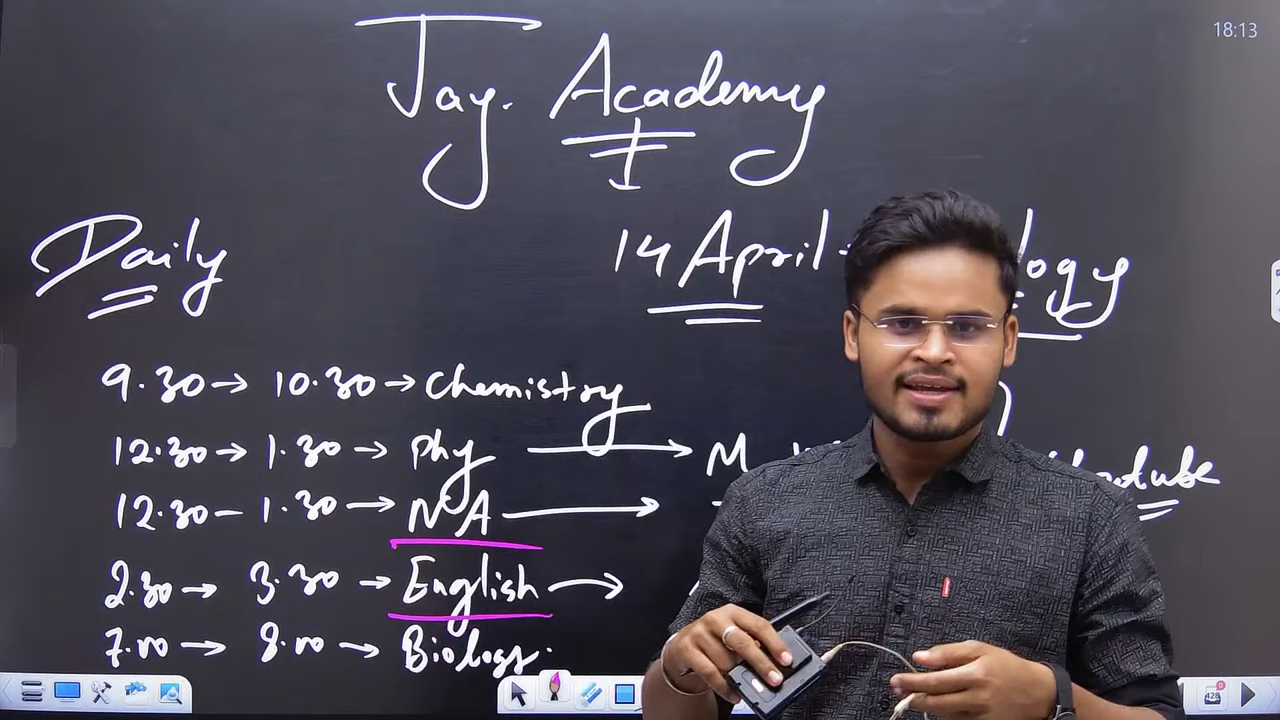 18:13
Jay. Academy
Daily
14 April -
9.30 → 10.30 → Chemistry
12.30 → 1.30 → Phy → M
12.30 - 1.30 → NA →
2.30 → 3.30 → English →
7.00 → 8.00 → Biology.